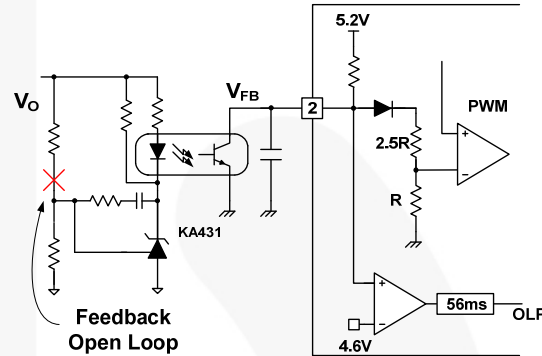 5.2V
VO
VFB
2
PWM
2.5R
+
−
R
KA431
Feedback
Open Loop
+
−
56ms
OLP
4.6V